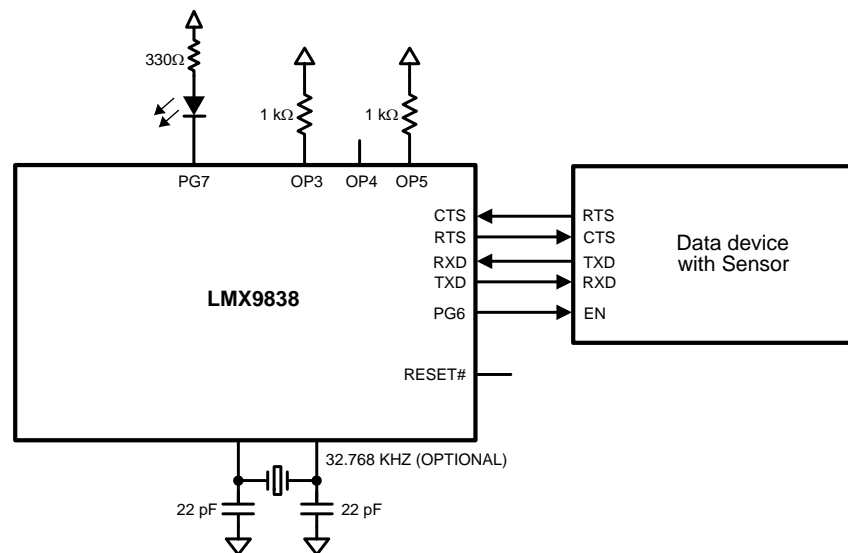 330Ω
1 kΩ
1 kΩ
PG7
OP3
OP4
OP5
CTS
RTS
RXD
TXD
PG6
RESET#
LMX9838
RTS
CTS
TXD
RXD
EN
Data device
with Sensor
32.768 KHZ (OPTIONAL)
22 pF
22 pF